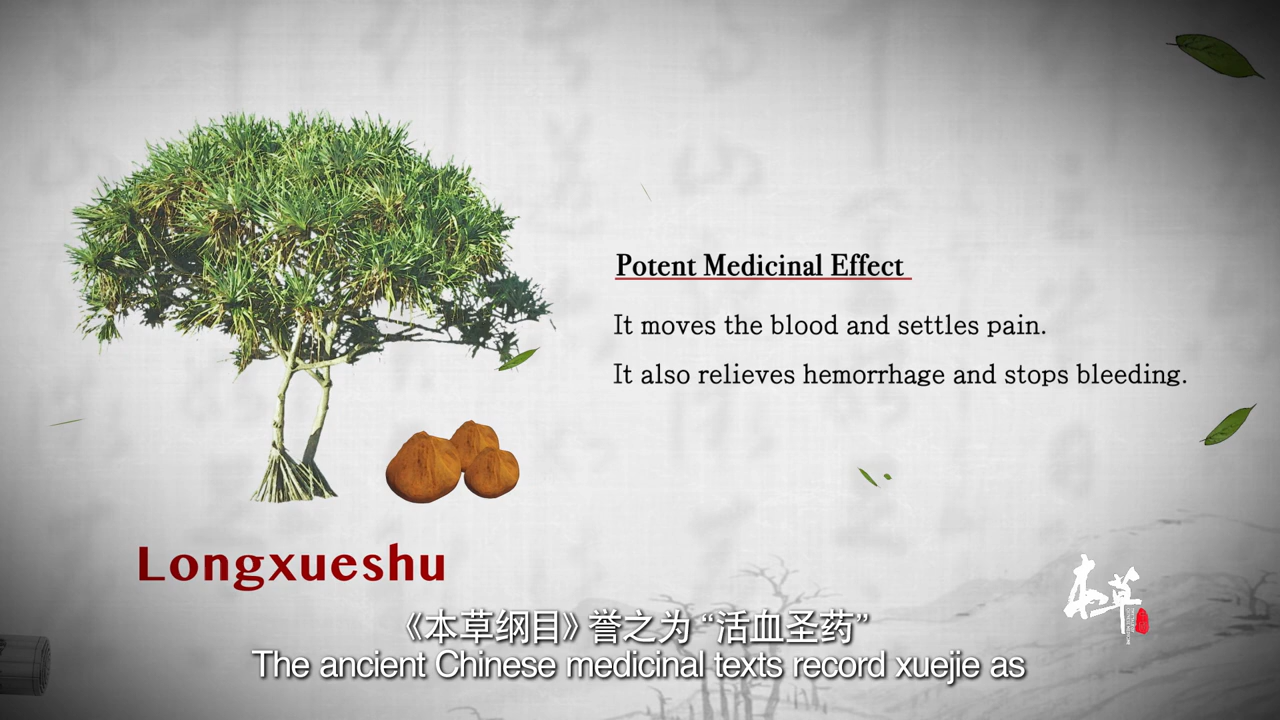 Potent Medicinal Effect
It moves the blood and settles pain.
It also relieves hemorrhage and stops bleeding.
Longxueshu
本草
《本草纲目》誉之为“活血圣药”
The ancient Chinese medicinal texts record xuejie as